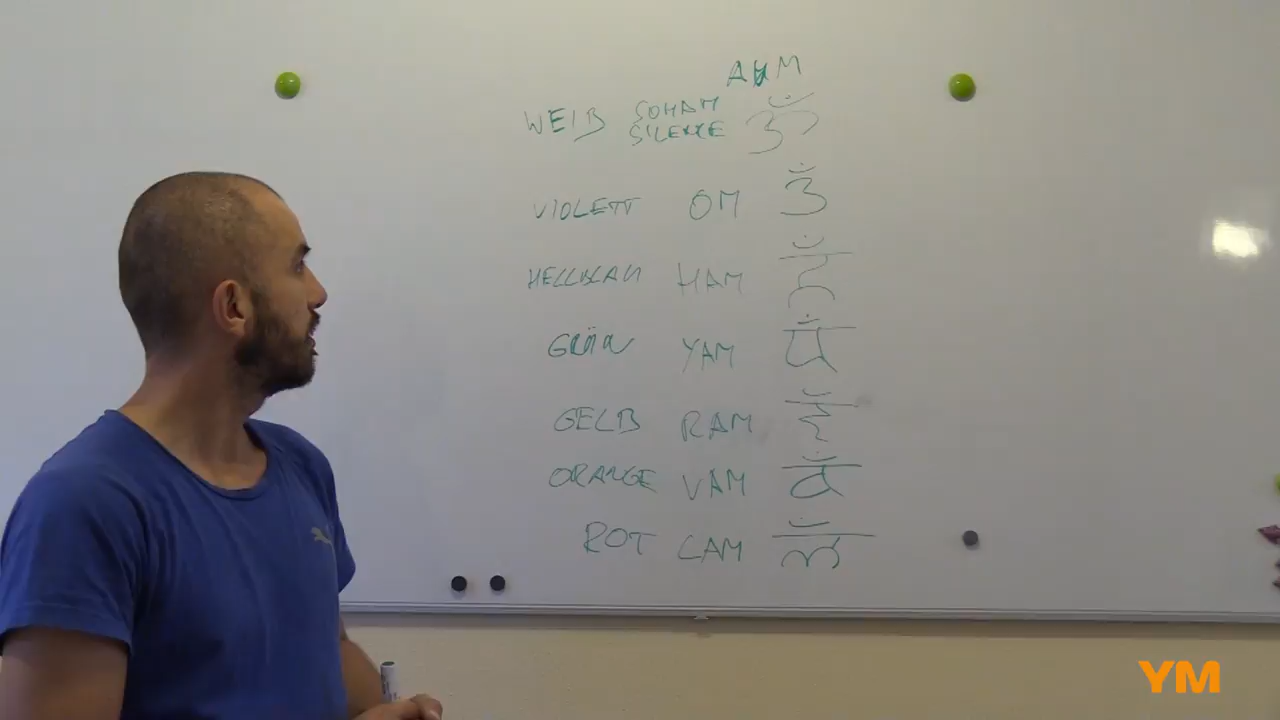 AUM
WEIß SOHAM ॐ
SILENCE
VIOLETT OM
HELLBLAU HAM हं
GRÜN YAM यं
GELB RAM रं
ORANGE VAM वं
ROT LAM लं
YM